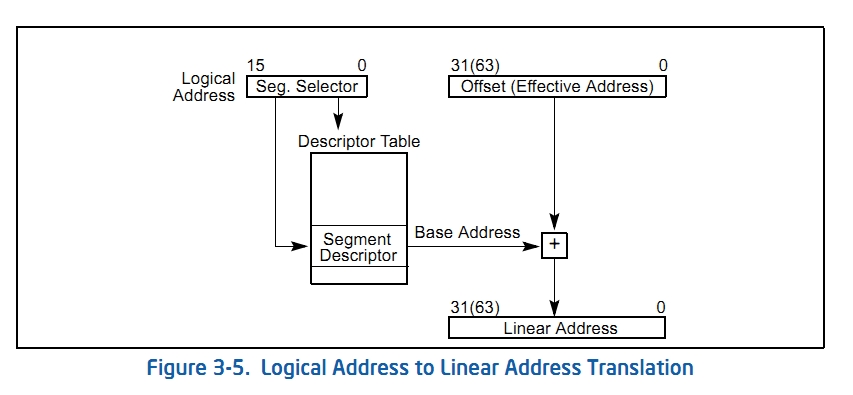 15 0
31(63) 0
Logical
Address
Seg. Selector
Offset (Effective Address)
Descriptor Table
Segment
Descriptor
Base Address
+
31(63) 0
Linear Address
Figure 3-5. Logical Address to Linear Address Translation